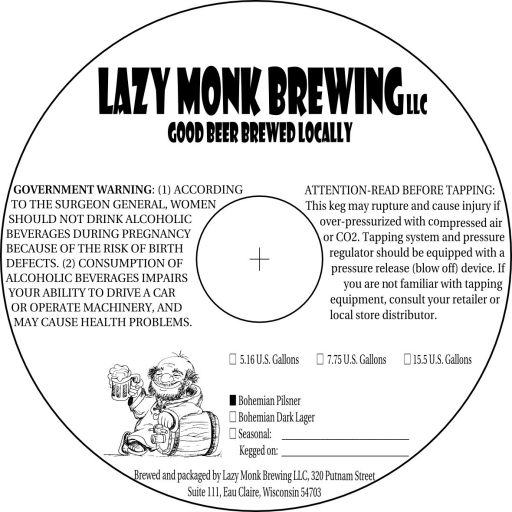 LAZY MONK BREWING LLC
GOOD BEER BREWED LOCALLY
GOVERNMENT WARNING: (1) ACCORDING
TO THE SURGEON GENERAL, WOMEN
SHOULD NOT DRINK ALCOHOLIC
BEVERAGES DURING PREGNANCY
BECAUSE OF THE RISK OF BIRTH
DEFECTS. (2) CONSUMPTION OF
ALCOHOLIC BEVERAGES IMPAIRS
YOUR ABILITY TO DRIVE A CAR
OR OPERATE MACHINERY, AND
MAY CAUSE HEALTH PROBLEMS.
ATTENTION-READ BEFORE TAPPING:
This keg may rupture and cause injury if
over-pressurized with compressed air
or CO2. Tapping system and pressure
regulator should be equipped with a
pressure release (blow off) device. If
you are not familiar with tapping
equipment, consult your retailer or
local store distributor.
5.16 U.S. Gallons 7.75 U.S. Gallons 15.5 U.S. Gallons
Bohemian Pilsner
Bohemian Dark Lager
Seasonal:
Kegged on:
Brewed and packaged by Lazy Monk Brewing LLC, 320 Putnam Street
Suite 111, Eau Claire, Wisconsin 54703